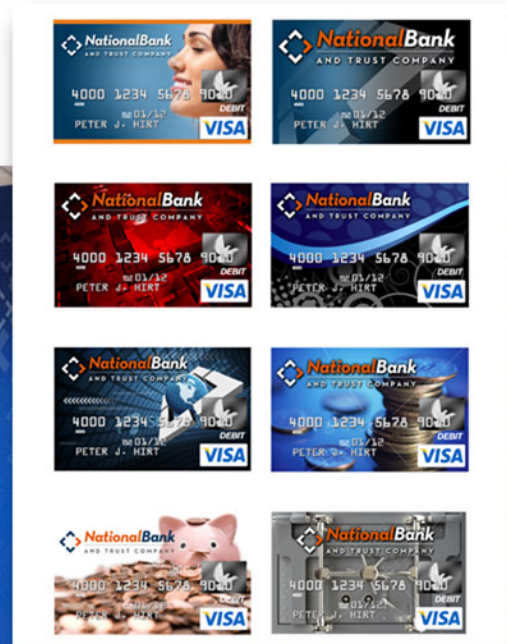 NationalBank
AND TRUST COMPANY
4000 1234 5678 9010
01/12
DEBIT
PETER J. HIRT
VISA
NationalBank
AND TRUST COMPANY
4000 1234 5678 9010
01/12
DEBIT
PETER J. HIRT
VISA
NationalBank
AND TRUST COMPANY
4000 1234 5678 9010
01/12
DEBIT
PETER J. HIRT
VISA
NationalBank
AND TRUST COMPANY
4000 1234 5678 9010
01/12
DEBIT
PETER J. HIRT
VISA
NationalBank
AND TRUST COMPANY
4000 1234 5678 9010
01/12
DEBIT
PETER J. HIRT
VISA
NationalBank
AND TRUST COMPANY
4000 1234 5678 9010
01/12
DEBIT
PETER J. HIRT
VISA
NationalBank
AND TRUST COMPANY
4000 1234 5678 9010
01/12
DEBIT
PETER J. HIRT
VISA
NationalBank
AND TRUST COMPANY
4000 1234 5678 9010
01/12
DEBIT
PETER J. HIRT
VISA